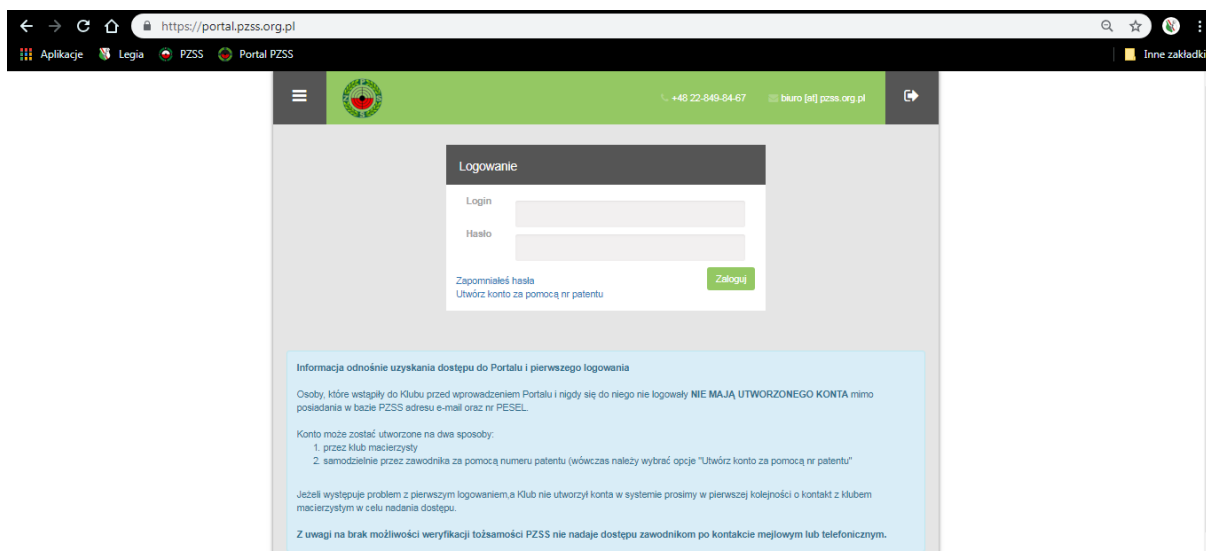 https://portal.pzss.org.pl
Aplikacje Legia PZSS Portal PZSS Inne zakładki
+48 22-849-84-67 biuro [at] pzss.org.pl
Logowanie
Login
Hasło
Zapomniałeś hasła Zaloguj
Utwórz konto za pomocą nr patentu
Informacja odnośnie uzyskania dostępu do Portalu i pierwszego logowania
Osoby, które wstąpiły do Klubu przed wprowadzeniem Portalu i nigdy się do niego nie logowały NIE MAJĄ UTWORZONEGO KONTA mimo
posiadania w bazie PZSS adresu e-mail oraz nr PESEL.
Konto może zostać utworzone na dwa sposoby:
1. przez klub macierzysty
2. samodzielnie przez zawodnika za pomocą numeru patentu (wówczas należy wybrać opcje "Utwórz konto za pomocą nr patentu"
Jeżeli występuje problem z pierwszym logowaniem,a Klub nie utworzył konta w systemie prosimy w pierwszej kolejności o kontakt z klubem
macierzystym w celu nadania dostępu.
Z uwagi na brak możliwości weryfikacji tożsamości PZSS nie nadaje dostępu zawodnikom po kontakcie mejlowym lub telefonicznym.